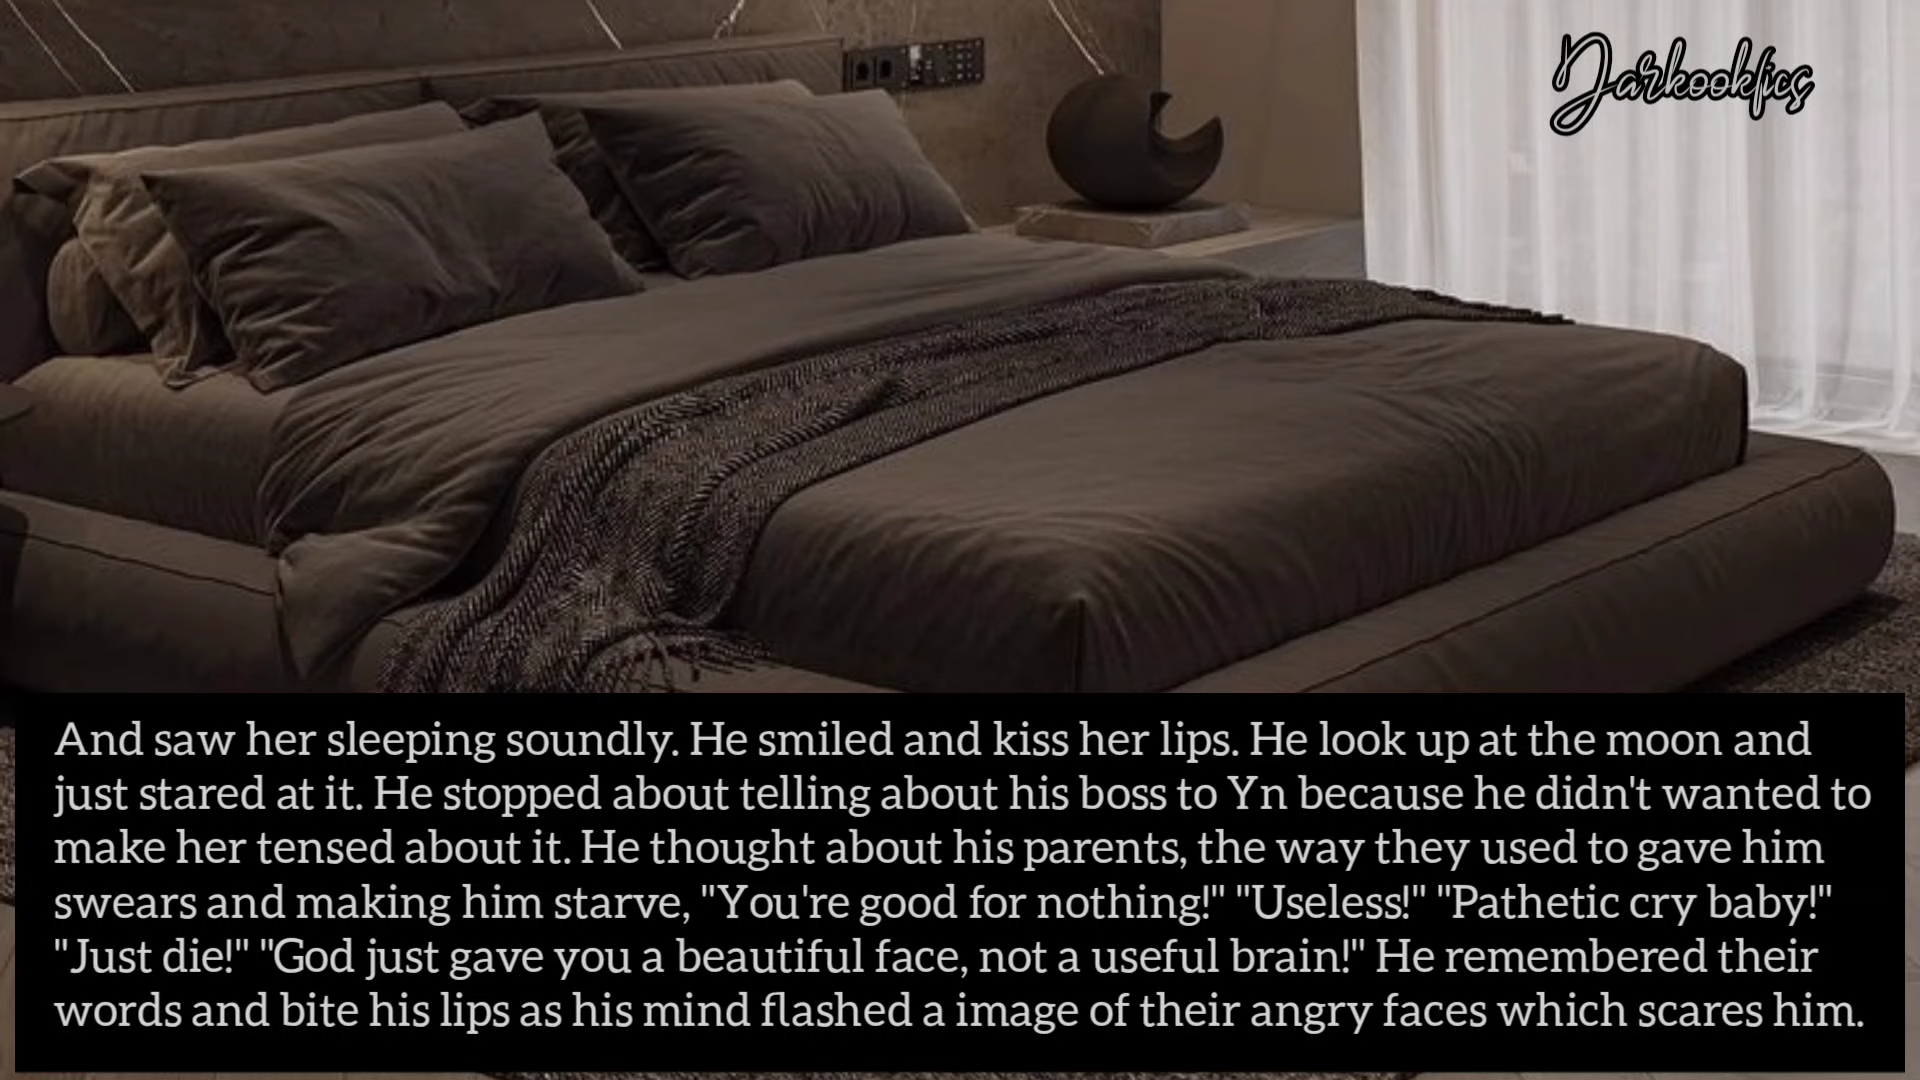 Darkookfics
And saw her sleeping soundly. He smiled and kiss her lips. He look up at the moon and
just stared at it. He stopped about telling about his boss to Yn because he didn't wanted to
make her tensed about it. He thought about his parents, the way they used to gave him
swears and making him starve, "You're good for nothing!" "Useless!" "Pathetic cry baby!"
"Just die!" "God just gave you a beautiful face, not a useful brain!" He remembered their
words and bite his lips as his mind flashed a image of their angry faces which scares him.